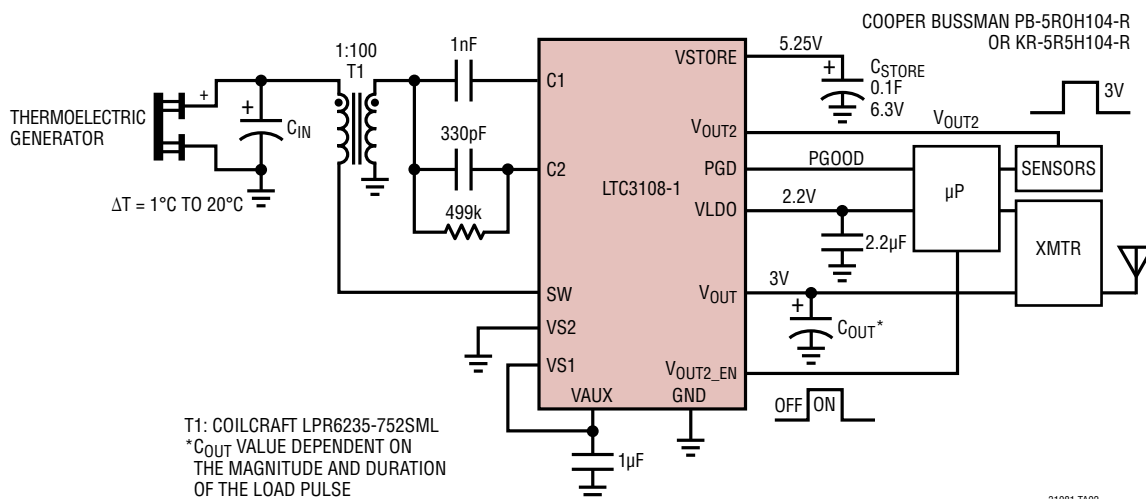 COOPER BUSSMAN PB-5ROH104-R
OR KR-5R5H104-R
1:100
T1
1nF
5.25V
VSTORE
C1
+
CSTORE
0.1F
6.3V
3V
THERMOELECTRIC
GENERATOR
+
+
CIN
330pF
VOUT2
VOUT2
PGD
PGOOD
SENSORS
C2
LTC3108-1
µP
ΔT = 1°C TO 20°C
499k
VLDO
2.2V
2.2µF
XMTR
SW
VOUT
3V
+
COUT*
VS2
VS1
VOUT2_EN
VAUX
GND
OFF
ON
T1: COILCRAFT LPR6235-752SML
*COUT VALUE DEPENDENT ON
THE MAGNITUDE AND DURATION
OF THE LOAD PULSE
1µF